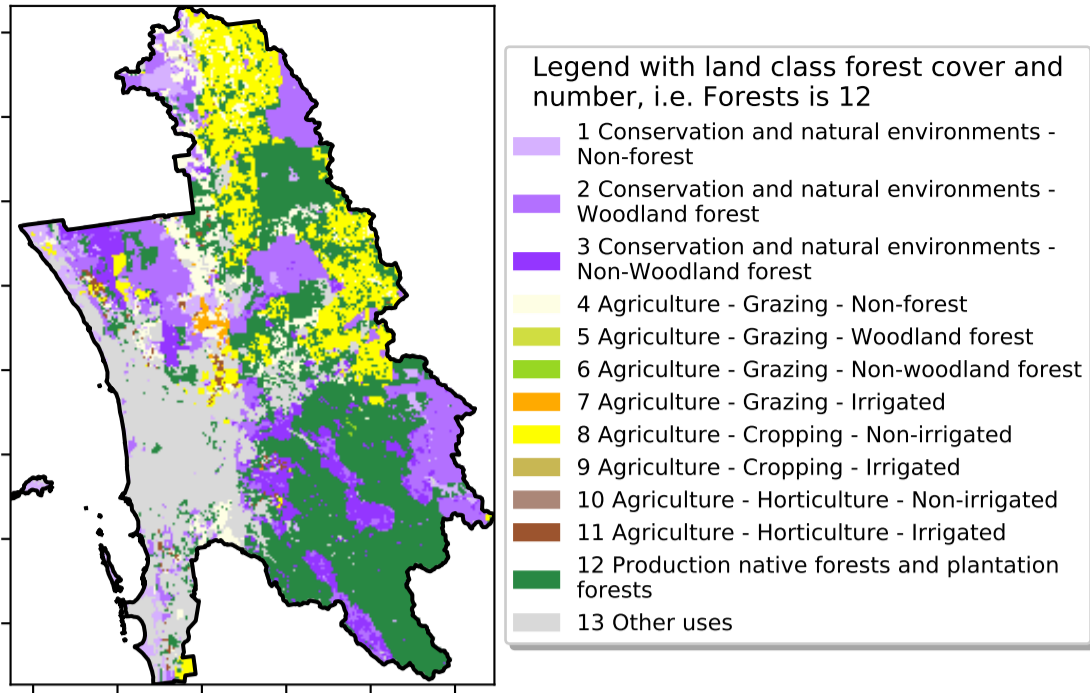 Legend with land class forest cover and
number, i.e. Forests is 12
1 Conservation and natural environments -
Non-forest
2 Conservation and natural environments -
Woodland forest
3 Conservation and natural environments -
Non-Woodland forest
4 Agriculture - Grazing - Non-forest
5 Agriculture - Grazing - Woodland forest
6 Agriculture - Grazing - Non-woodland forest
7 Agriculture - Grazing - Irrigated
8 Agriculture - Cropping - Non-irrigated
9 Agriculture - Cropping - Irrigated
10 Agriculture - Horticulture - Non-irrigated
11 Agriculture - Horticulture - Irrigated
12 Production native forests and plantation
forests
13 Other uses